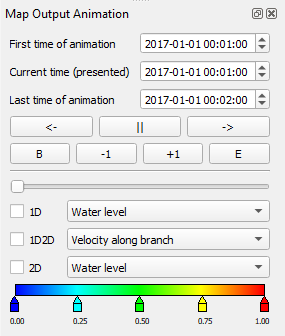 Map Output Animation
First time of animation 2017-01-01 00:01:00
Current time (presented) 2017-01-01 00:01:00
Last time of animation 2017-01-01 00:02:00
<- || ->
B -1 +1 E
1D Water level
1D2D Velocity along branch
2D Water level
0.00 0.25 0.50 0.75 1.00